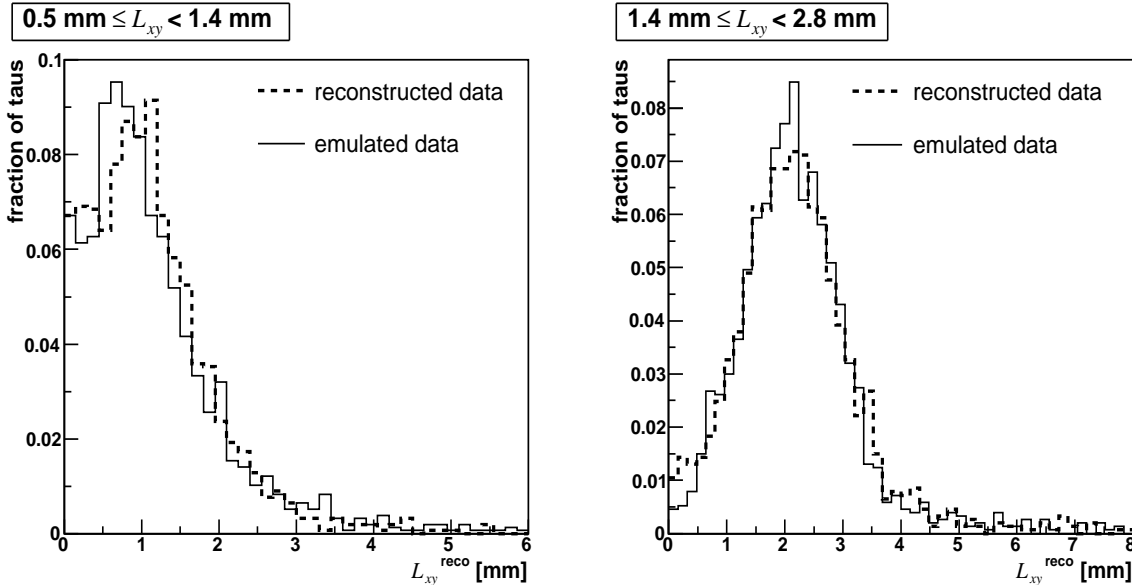 0.5 mm ≤ L_xy < 1.4 mm
fraction of taus
0.1
0.08
0.06
0.04
0.02
0
reconstructed data
emulated data
0 1 2 3 4 5 6
L_xy^reco [mm]
1.4 mm ≤ L_xy < 2.8 mm
fraction of taus
0.08
0.07
0.06
0.05
0.04
0.03
0.02
0.01
0
reconstructed data
emulated data
0 1 2 3 4 5 6 7 8
L_xy^reco [mm]